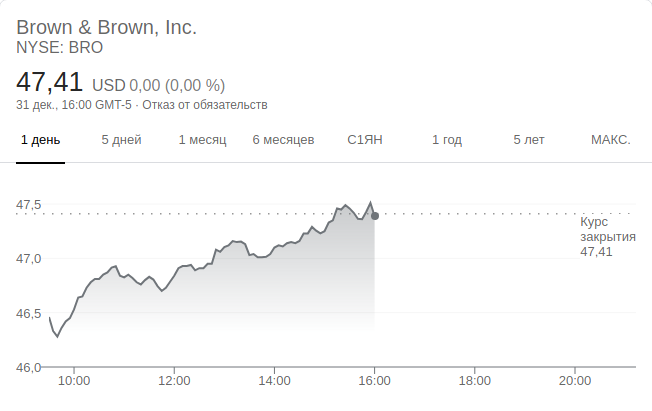 Brown & Brown, Inc.
NYSE: BRO
47,41 USD 0,00 (0,00 %)
31 дек., 16:00 GMT-5 · Отказ от обязательств
1 день 5 дней 1 месяц 6 месяцев С1ЯН 1 год 5 лет МАКС.
47,5
Курс
закрытия
47,41
47,0
46,5
46,0
10:00 12:00 14:00 16:00 18:00 20:00